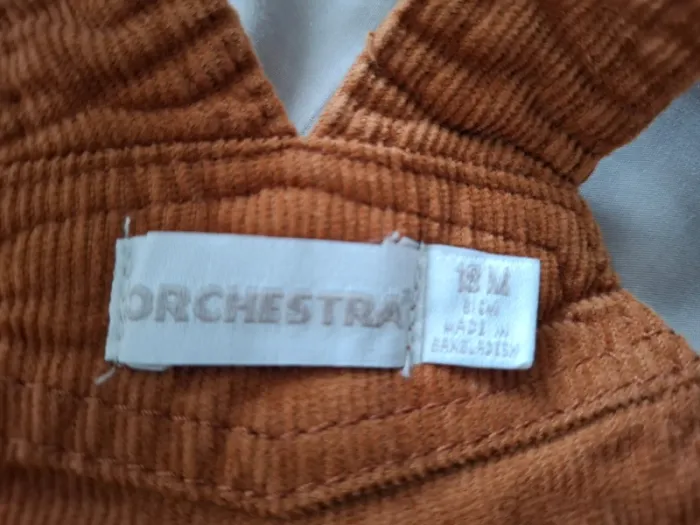 ORCHESTRA
18 M
81CM
MADE IN
BANGLADESH